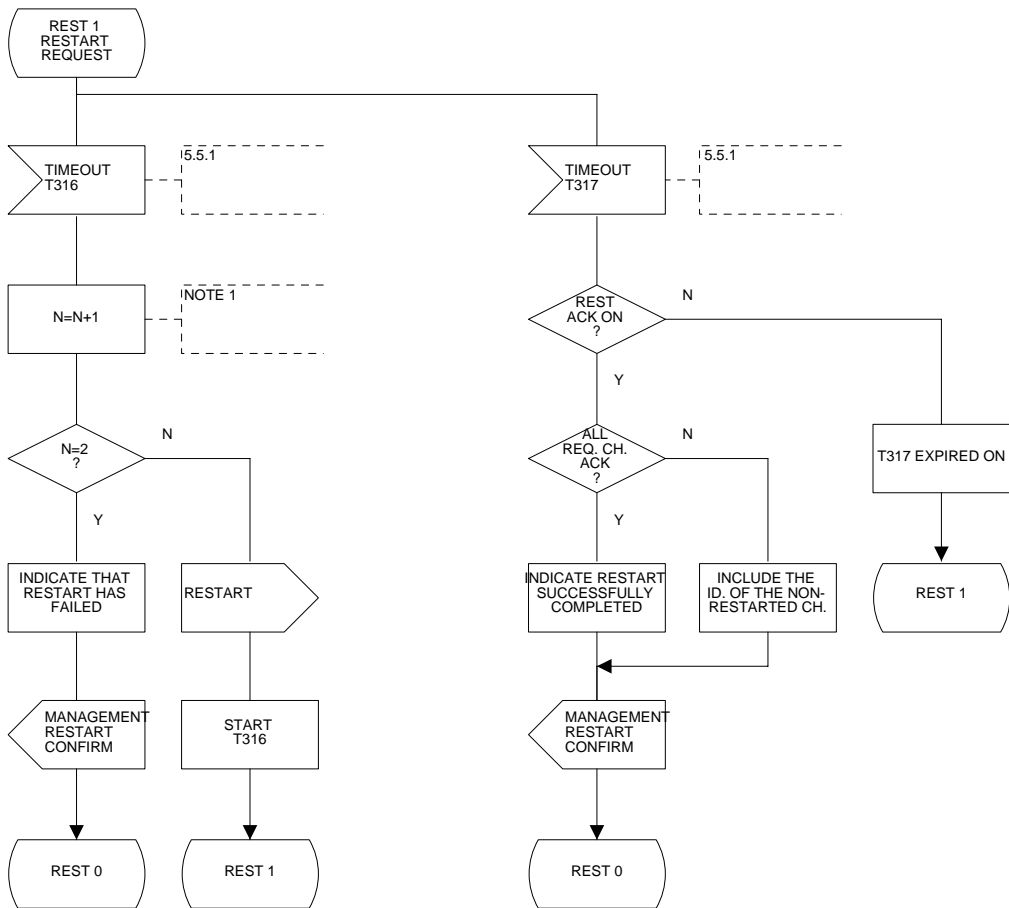 REST 1
RESTART
REQUEST
TIMEOUT
T316
5.5.1
TIMEOUT
T317
5.5.1
N=N+1
NOTE 1
REST
ACK ON
?
N
Y
N=2
?
N
Y
ALL
REQ. CH.
ACK
?
N
Y
T317 EXPIRED ON
INDICATE THAT
RESTART HAS
FAILED
RESTART
INDICATE RESTART
SUCCESSFULLY
COMPLETED
INCLUDE THE
ID. OF THE NON-
RESTARTED CH.
REST 1
MANAGEMENT
RESTART
CONFIRM
START
T316
MANAGEMENT
RESTART
CONFIRM
REST 0
REST 1
REST 0